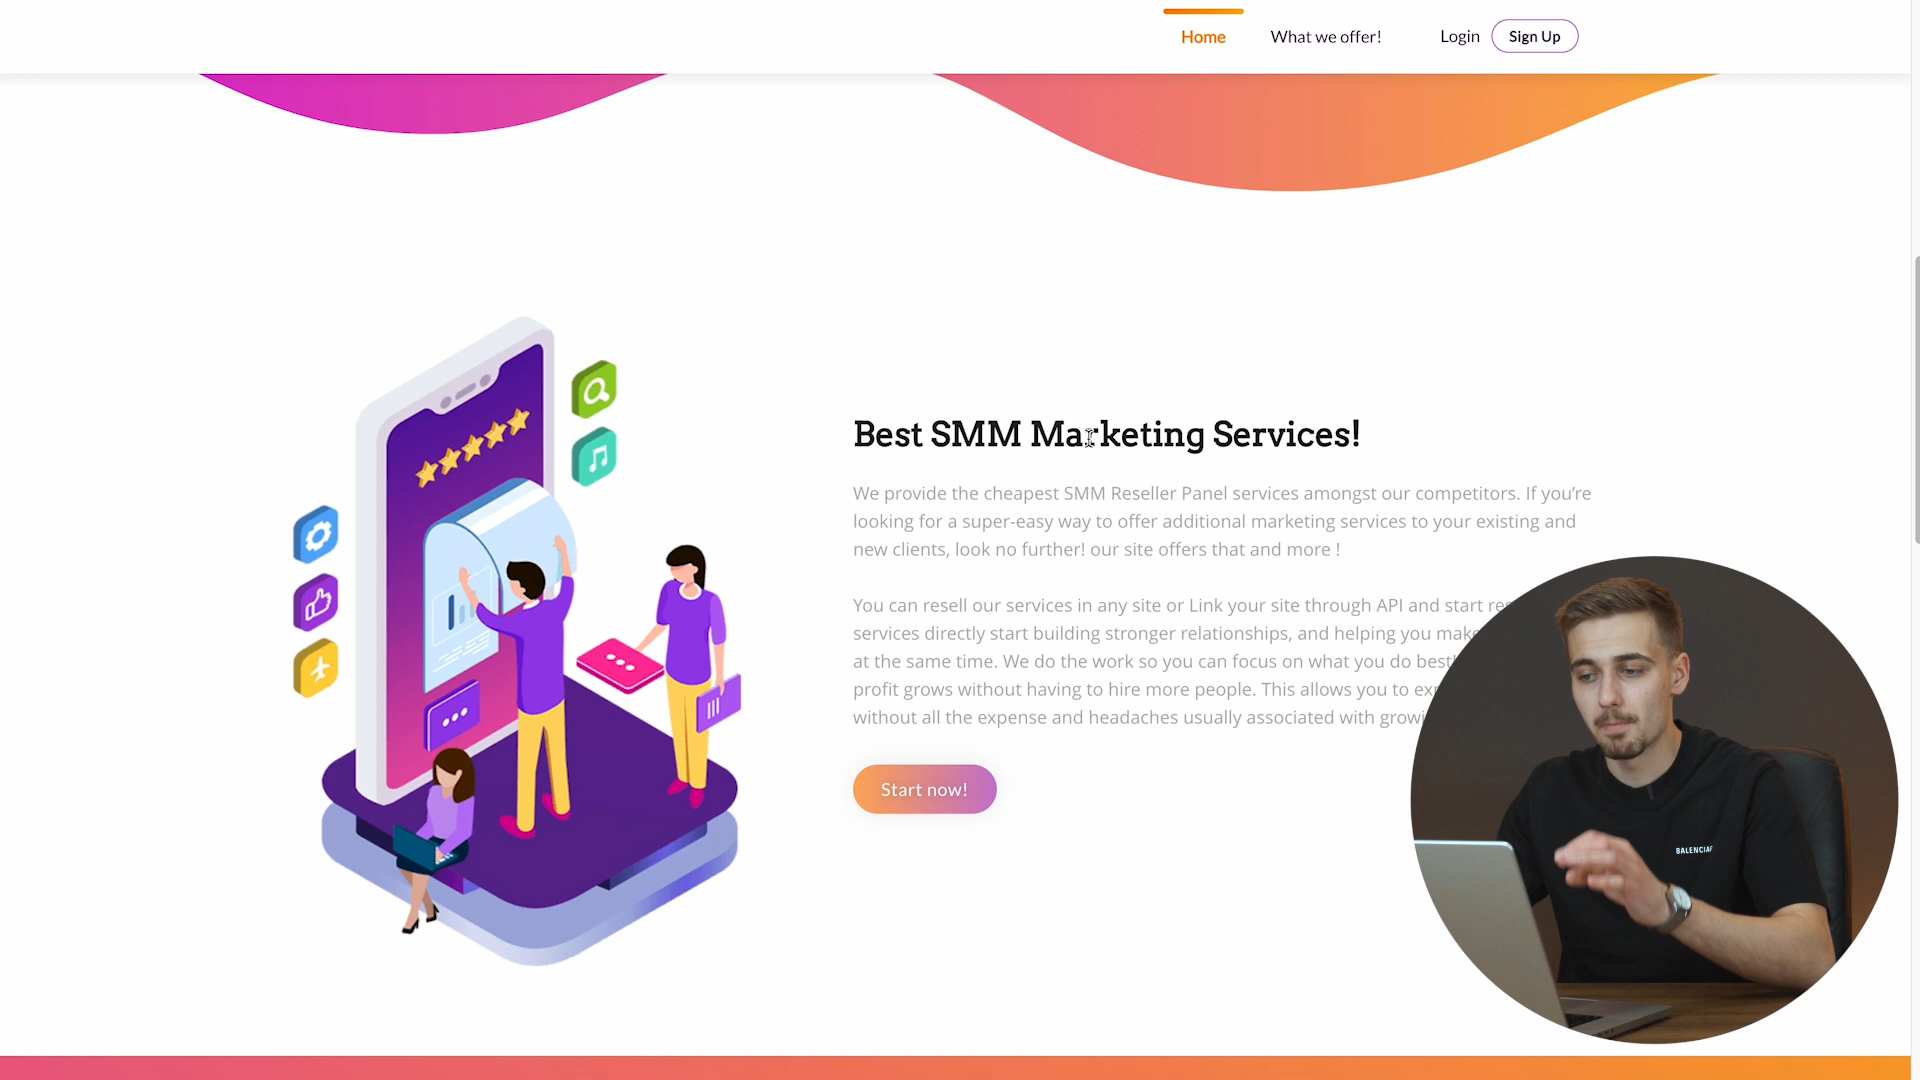 Home
What we offer!
Login
Sign Up
Best SMM Marketing Services!
We provide the cheapest SMM Reseller Panel services amongst our competitors. If you're
looking for a super-easy way to offer additional marketing services to your existing and
new clients, look no further! our site offers that and more !
You can resell our services in any site or Link your site through API and start
services directly start building stronger relationships, and helping you make
at the same time. We do the work so you can focus on what you do best!
profit grows without having to hire more people. This allows you to
without all the expense and headaches usually associated with
Start now!